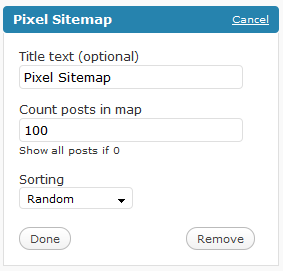 Pixel Sitemap Cancel
Title text (optional)
Pixel Sitemap
Count posts in map
100
Show all posts if 0
Sorting
Random
Done Remove